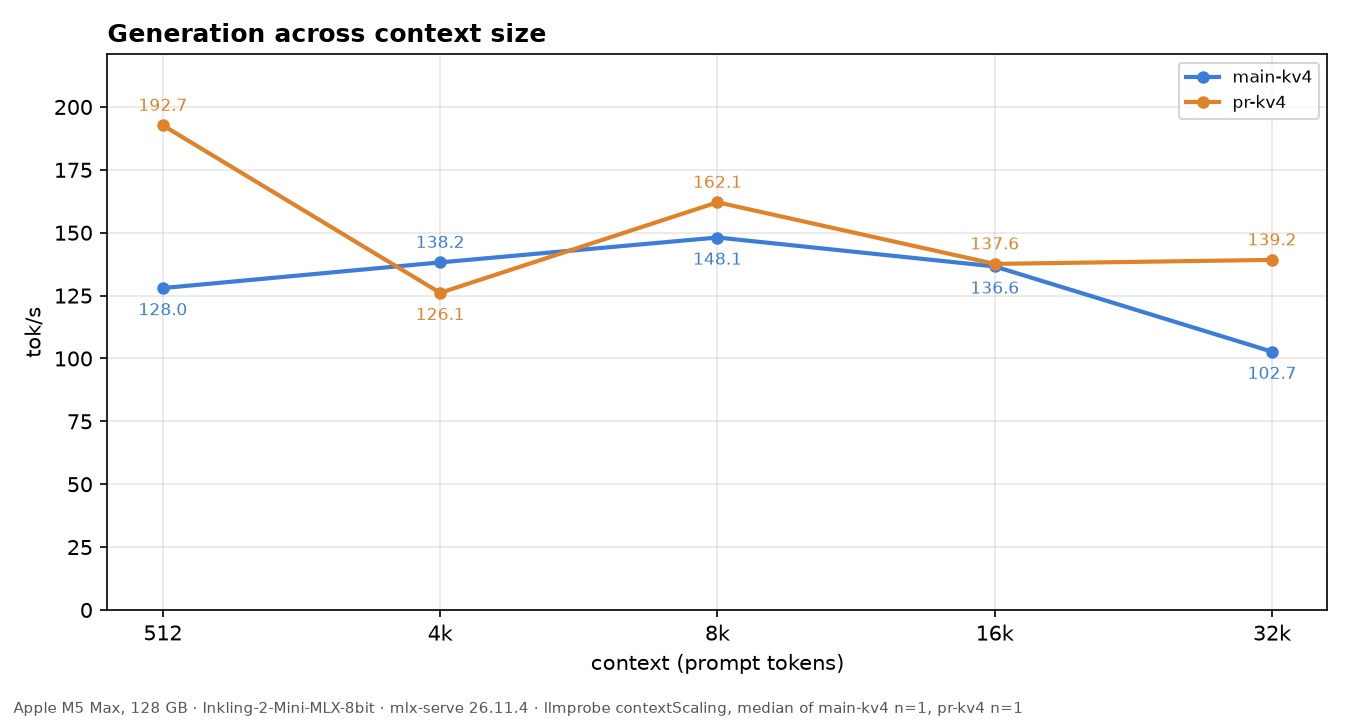 Generation across context size
main-kv4
pr-kv4
200
175
150
125
100
75
50
25
0
tok/s
192.7
128.0
138.2
126.1
162.1
148.1
137.6
136.6
139.2
102.7
512
4k
8k
16k
32k
context (prompt tokens)
Apple M5 Max, 128 GB · Inkling-2-Mini-MLX-8bit · mlx-serve 26.11.4 · llmprobe contextScaling, median of main-kv4 n=1, pr-kv4 n=1